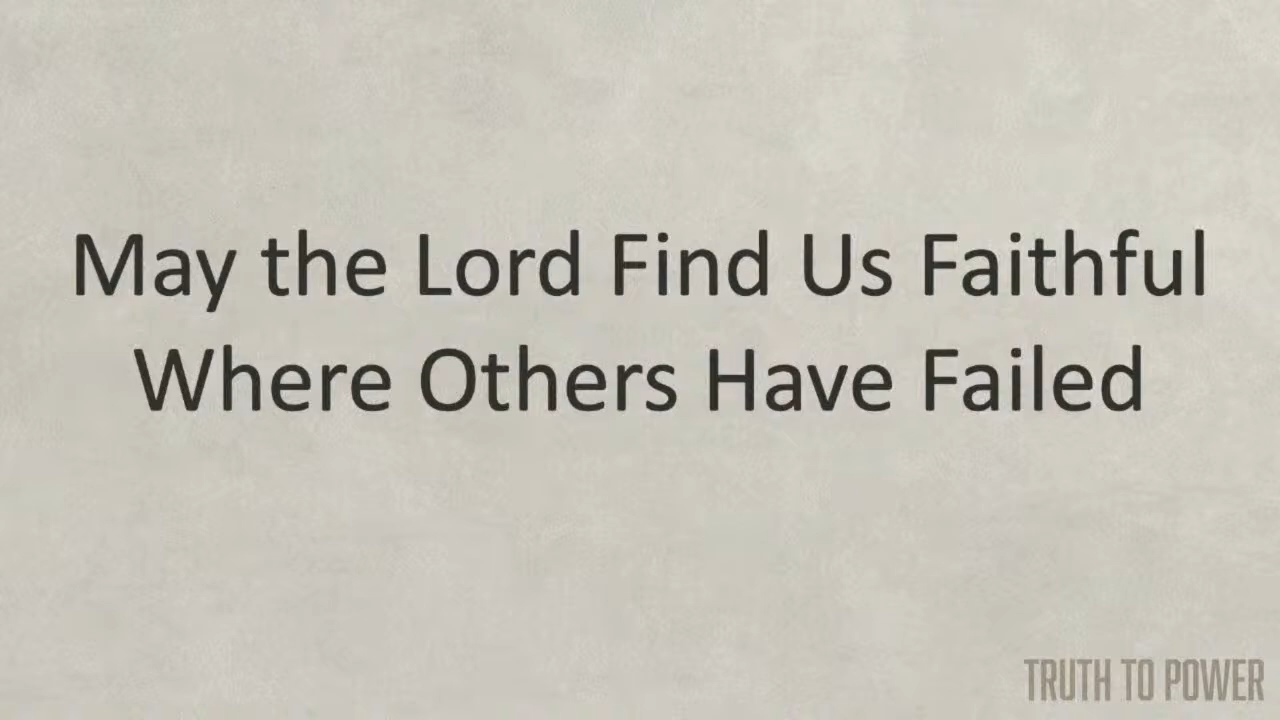 May the Lord Find Us Faithful
Where Others Have Failed
TRUTH TO POWER